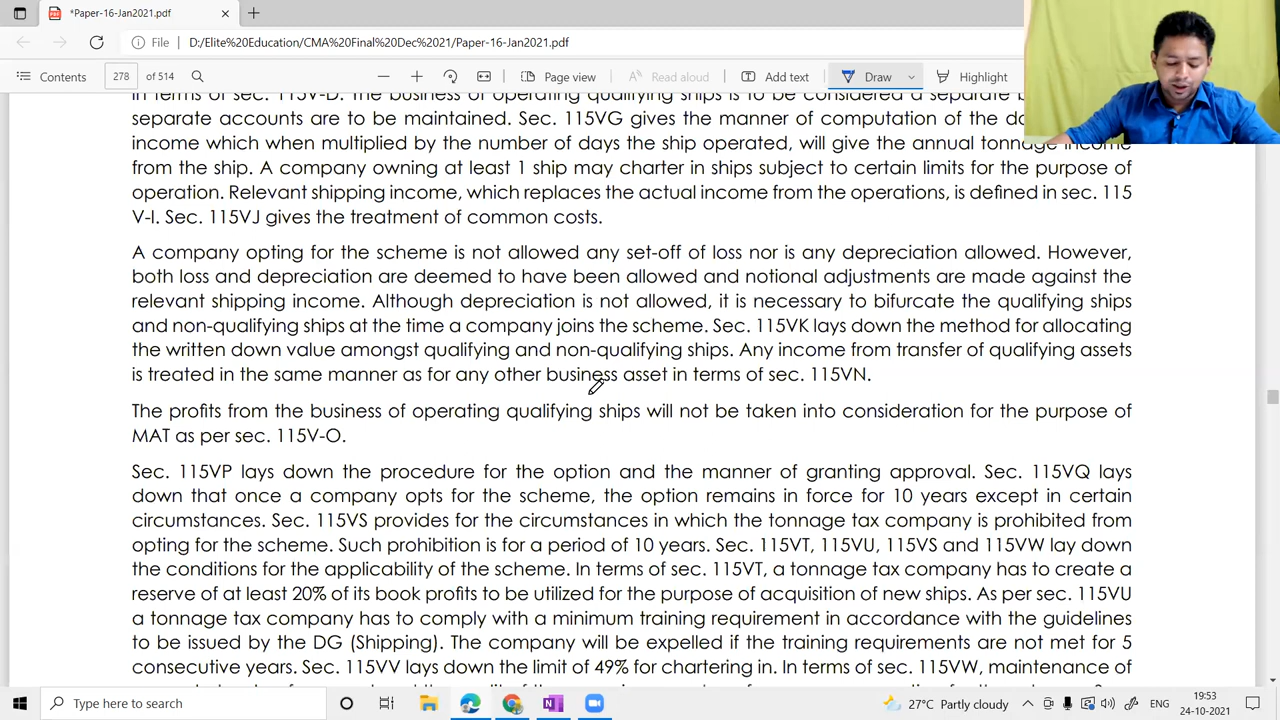 *Paper-16-Jan2021.pdf
File D:/Elite%20Education/CMA%20Final%20Dec%2021/Paper-16-Jan2021.pdf
Contents 278 of 514 Page view Read aloud Add text Draw Highlight
in terms of sec. 115V-D. The business of operating qualifying ships is to be considered a separate
separate accounts are to be maintained. Sec. 115VG gives the manner of computation of the
income which when multiplied by the number of days the ship operated, will give the annual tonnage income
from the ship. A company owning at least 1 ship may charter in ships subject to certain limits for the purpose of
operation. Relevant shipping income, which replaces the actual income from the operations, is defined in sec. 115
V-I. Sec. 115VJ gives the treatment of common costs.
A company opting for the scheme is not allowed any set-off of loss nor is any depreciation allowed. However,
both loss and depreciation are deemed to have been allowed and notional adjustments are made against the
relevant shipping income. Although depreciation is not allowed, it is necessary to bifurcate the qualifying ships
and non-qualifying ships at the time a company joins the scheme. Sec. 115VK lays down the method for allocating
the written down value amongst qualifying and non-qualifying ships. Any income from transfer of qualifying assets
is treated in the same manner as for any other business asset in terms of sec. 115VN.
The profits from the business of operating qualifying ships will not be taken into consideration for the purpose of
MAT as per sec. 115V-O.
Sec. 115VP lays down the procedure for the option and the manner of granting approval. Sec. 115VQ lays
down that once a company opts for the scheme, the option remains in force for 10 years except in certain
circumstances. Sec. 115VS provides for the circumstances in which the tonnage tax company is prohibited from
opting for the scheme. Such prohibition is for a period of 10 years. Sec. 115VT, 115VU, 115VS and 115VW lay down
the conditions for the applicability of the scheme. In terms of sec. 115VT, a tonnage tax company has to create a
reserve of at least 20% of its book profits to be utilized for the purpose of acquisition of new ships. As per sec. 115VU
a tonnage tax company has to comply with a minimum training requirement in accordance with the guidelines
to be issued by the DG (Shipping). The company will be expelled if the training requirements are not met for 5
consecutive years. Sec. 115VV lays down the limit of 49% for chartering in. In terms of sec. 115VW, maintenance of
Type here to search 27°C Partly cloudy ENG 19:53
24-10-2021